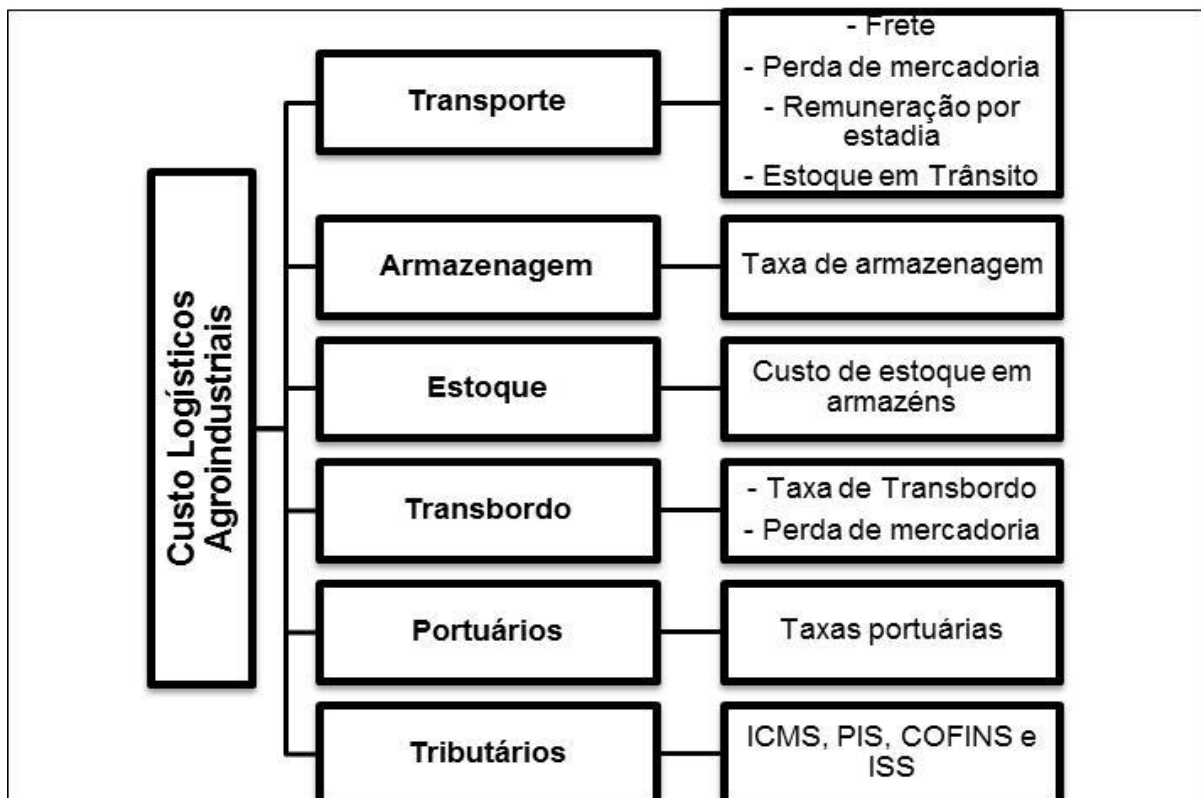 Custo Logísticos
Agroindustriais
Transporte
- Frete
- Perda de mercadoria
- Remuneração por
estadia
- Estoque em Trânsito
Armazenagem
Taxa de armazenagem
Estoque
Custo de estoque em
armazéns
Transbordo
- Taxa de Transbordo
- Perda de mercadoria
Portuários
Taxas portuárias
Tributários
ICMS, PIS, COFINS e
ISS